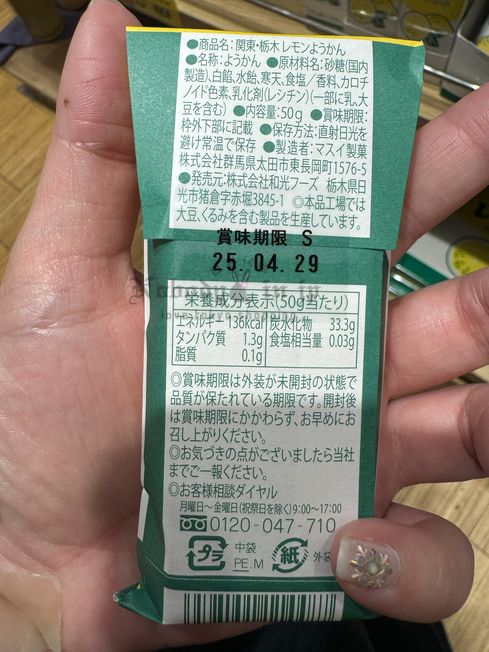 ●商品名:関東・栃木 レモンようかん
●名称:ようかん ●原材料名:砂糖(国内
製造)、白餡、水飴、寒天、食塩/香料、カロチ
ノイド色素、乳化剤(レシチン)(一部に乳、大
豆を含む) ●内容量:50g ●賞味期限:
枠外下部に記載 ●保存方法:直射日光を
避け常温で保存 ●製造者:マスイ製菓
株式会社群馬県太田市東長岡町1576-5
●発売元:株式会社和光フーズ 栃木県日
光市猪倉字赤堀3845-1 ◎本工場では
大豆、くるみを含む製品を生産しています。
賞味期限 S
25.04.29
栄養成分表示(50g当たり)
エネルギー 136kcal 炭水化物 33.3g
タンパク質 1.3g 食塩相当量 0.03g
脂質 0.1g
◎賞味期限は外装が未開封の状態で
品質が保たれている期限です。開封後
は賞味期限にかかわらず、お早めにお
召し上がりください。
◎お気づきの点がございましたら当社
までご一報ください。
◎お客様相談ダイヤル
月曜日～金曜日(祝祭日を除く)9:00～17:00
0120-047-710
プラ 中袋 紙 外装
PE.M